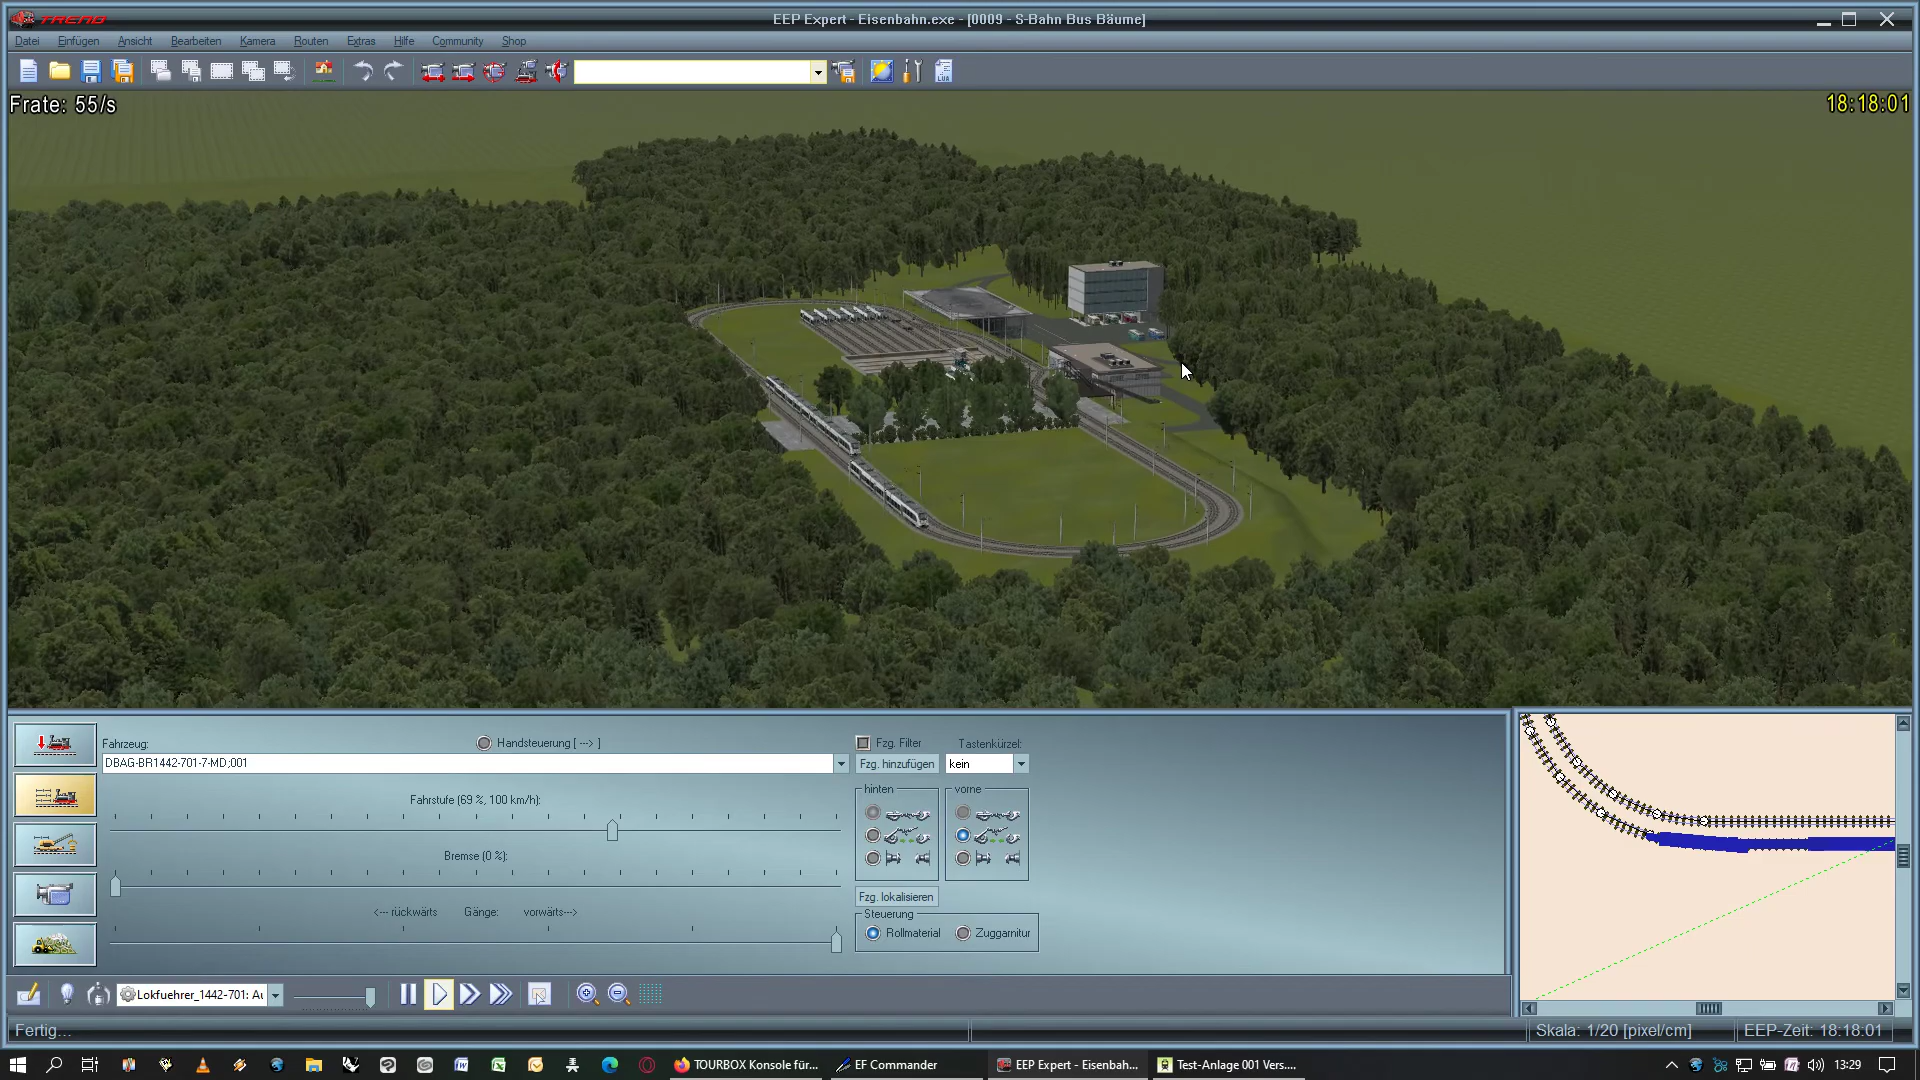 TREND
EEP Expert - Eisenbahn.exe - [0009 - S-Bahn Bus Bäume]
Datei Einfügen Ansicht Bearbeiten Kamera Routen Extras Hilfe Community Shop
LUA
Frate: 55/s
18:18:01
Fahrzeug:
Handsteuerung [ ---> ]
Fzg. Filter
Tastenkürzel:
DBAG-BR1442-701-7-MD;001
Fzg. hinzufügen
kein
Fahrstufe (69 %, 100 km/h):
hinten
vorne
Bremse (0 %):
Fzg. lokalisieren
<--- rückwärts Gänge: vorwärts--->
Steuerung
Rollmaterial
Zuggarnitur
Lokfuehrer_1442-701: Au
Fertig...
Skala: 1/20 [pixel/cm]
EEP-Zeit: 18:18:01
TOURBOX Konsole für...
EF Commander
EEP Expert - Eisenbah...
Test-Anlage 001 Vers....
13:29